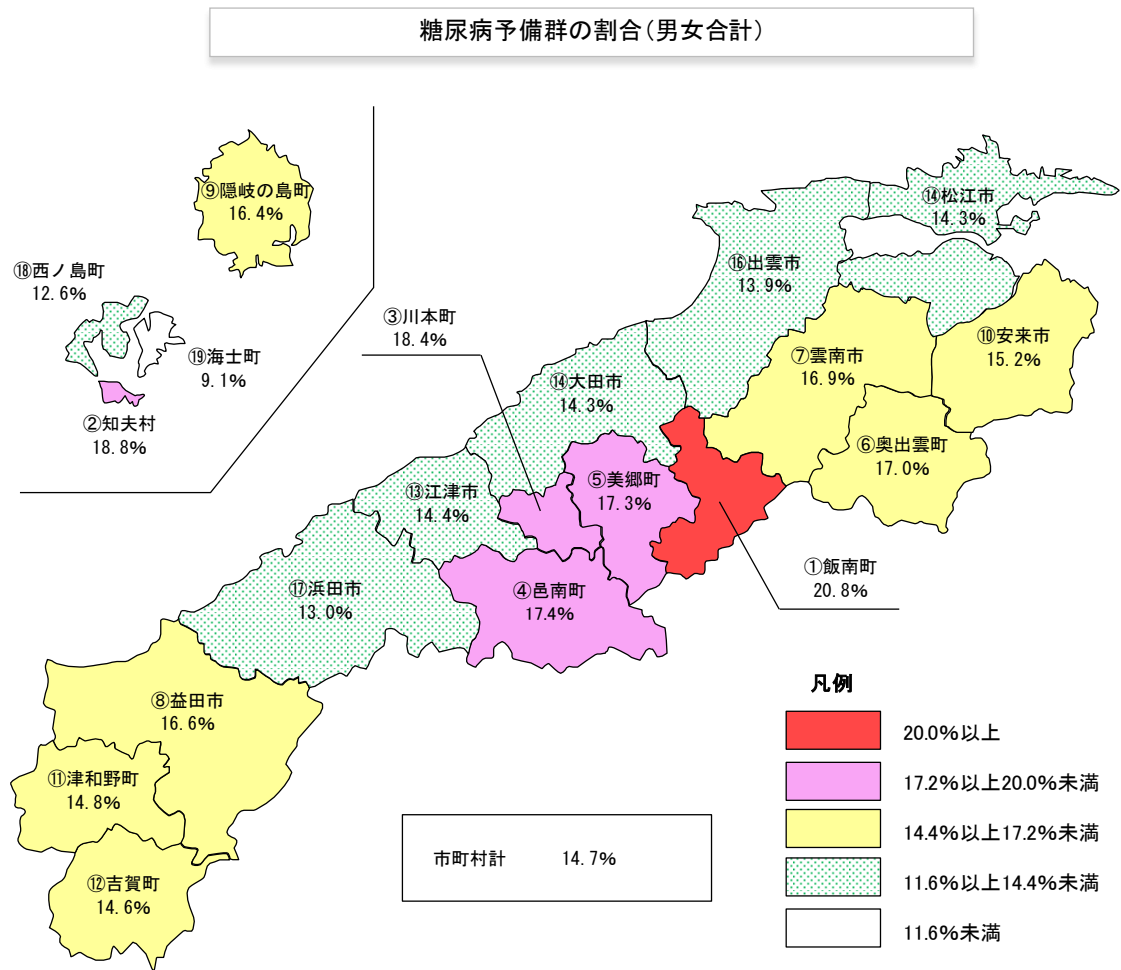 糖尿病予備群の割合(男女合計)
⑨隠岐の島町
16.4%
⑱西ノ島町
12.6%
⑲海士町
9.1%
②知夫村
18.8%
⑭松江市
14.3%
⑯出雲市
13.9%
③川本町
18.4%
⑩安来市
15.2%
⑦雲南市
16.9%
⑭大田市
14.3%
⑥奥出雲町
17.0%
⑤美郷町
17.3%
⑬江津市
14.4%
①飯南町
20.8%
④邑南町
17.4%
⑰浜田市
13.0%
⑧益田市
16.6%
⑪津和野町
14.8%
⑫吉賀町
14.6%
市町村計 14.7%
凡例
20.0%以上
17.2%以上20.0%未満
14.4%以上17.2%未満
11.6%以上14.4%未満
11.6%未満